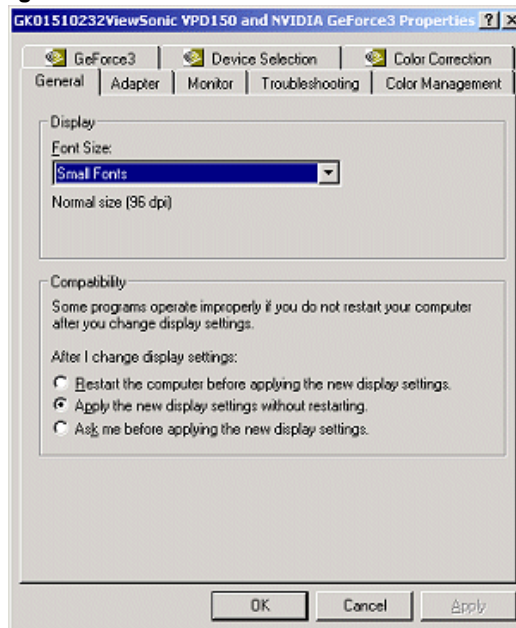 GK01510232ViewSonic VPD150 and NVIDIA GeForce3 Properties
GeForce3 Device Selection Color Correction
General Adapter Monitor Troubleshooting Color Management
Display
Font Size:
Small Fonts
Normal size (96 dpi)
Compatibility
Some programs operate improperly if you do not restart your computer
after you change display settings.
After I change display settings:
Restart the computer before applying the new display settings.
Apply the new display settings without restarting.
Ask me before applying the new display settings.
OK Cancel Apply